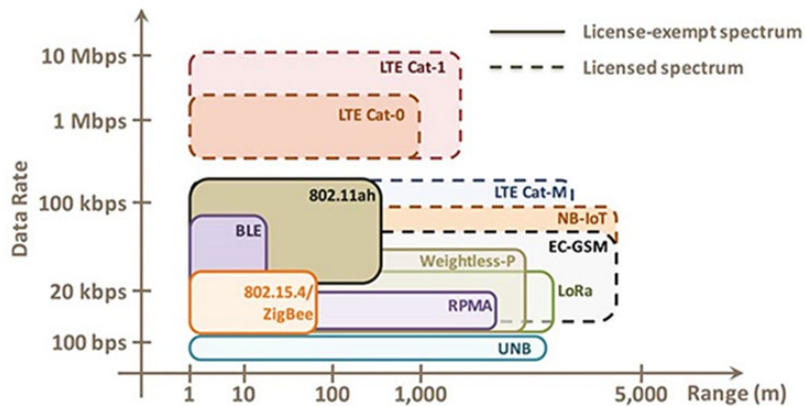 License-exempt spectrum
Licensed spectrum
Data Rate
10 Mbps
1 Mbps
100 kbps
20 kbps
100 bps
LTE Cat-1
LTE Cat-0
802.11ah
LTE Cat-M
NB-IoT
BLE
EC-GSM
Weightless-P
802.15.4/
ZigBee
RPMA
LoRa
UNB
1
10
100
1,000
5,000
Range (m)